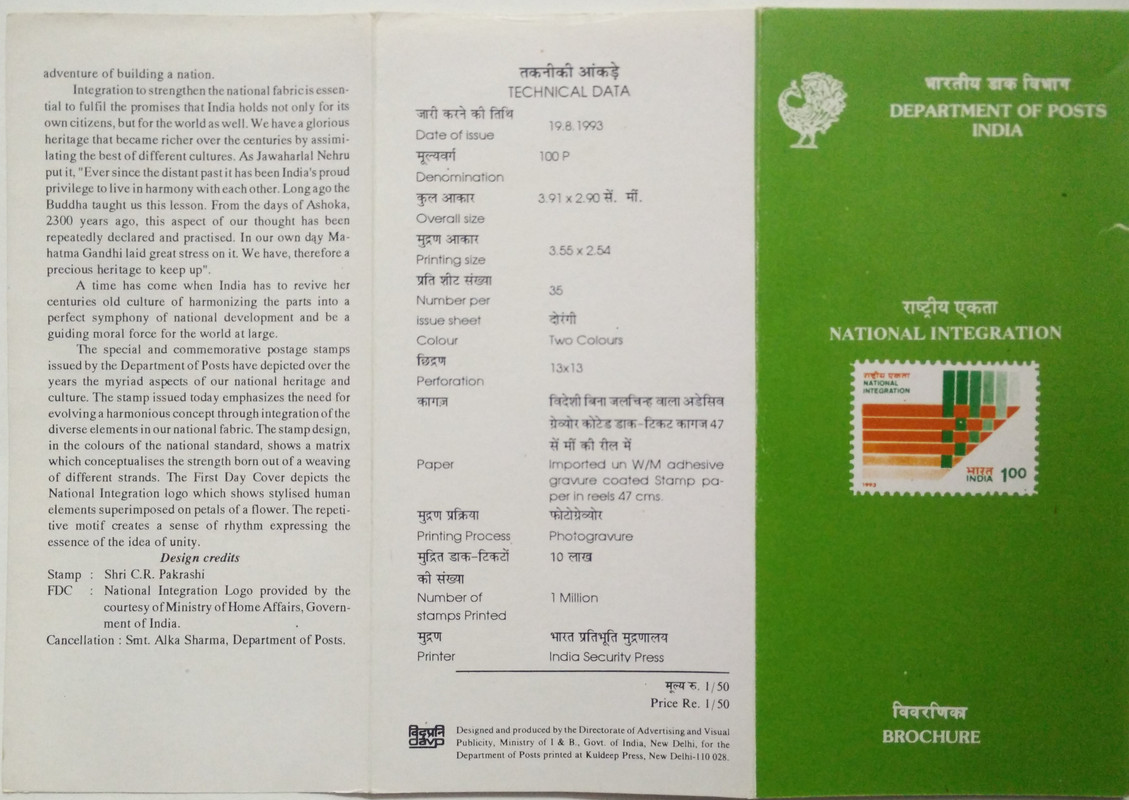 adventure of building a nation.
Integration to strengthen the national fabric is essen-
tial to fulfil the promises that India holds not only for its
own citizens, but for the world as well. We have a glorious
heritage that became richer over the centuries by assimi-
lating the best of different cultures. As Jawaharlal Nehru
put it, "Ever since the distant past it has been India's proud
privilege to live in harmony with each other. Long ago the
Buddha taught us this lesson. From the days of Ashoka,
2300 years ago, this aspect of our thought has been
repeatedly declared and practised. In our own day Ma-
hatma Gandhi laid great stress on it. We have, therefore a
precious heritage to keep up".
A time has come when India has to revive her
centuries old culture of harmonizing the parts into a
perfect symphony of national development and be a
guiding moral force for the world at large.
The special and commemorative postage stamps
issued by the Department of Posts have depicted over the
years the myriad aspects of our national heritage and
culture. The stamp issued today emphasizes the need for
evolving a harmonious concept through integration of the
diverse elements in our national fabric. The stamp design,
in the colours of the national standard, shows a matrix
which conceptualises the strength born out of a weaving
of different strands. The First Day Cover depicts the
National Integration logo which shows stylised human
elements superimposed on petals of a flower. The repeti-
tive motif creates a sense of rhythm expressing the
essence of the idea of unity.
Design credits
Stamp : Shri C.R. Pakrashi
FDC : National Integration Logo provided by the
courtesy of Ministry of Home Affairs, Govern-
ment of India.
Cancellation : Smt. Alka Sharma, Department of Posts.
तकनीकी आंकड़े
TECHNICAL DATA
जारी करने की तिथि
Date of issue 19.8.1993
मूल्यवर्ग 100 P
Denomination
कुल आकार 3.91 x 2.90 सें. मीं.
Overall size
मुद्रण आकार
Printing size 3.55 x 2.54
प्रति शीट संख्या
Number per 35
issue sheet दोरंगी
Colour Two Colours
छिद्रण
Perforation 13x13
कागज़ विदेशी बिना जलचिन्ह वाला अडेसिव
ग्रेव्योर कोटेड डाक-टिकट कागज 47
सें मीं की रील में
Paper Imported un W/M adhesive
gravure coated Stamp pa-
per in reels 47 cms.
मुद्रण प्रक्रिया फोटोग्रेव्योर
Printing Process Photogravure
मुद्रित डाक-टिकटों 10 लाख
की संख्या
Number of 1 Million
stamps Printed
मुद्रण भारत प्रतिभूति मुद्रणालय
Printer India Security Press
मूल्य रु. 1/50
Price Re. 1/50
विदृप्रनि
davp
Designed and produced by the Directorate of Advertising and Visual
Publicity, Ministry of I & B., Govt. of India, New Delhi, for the
Department of Posts printed at Kuldeep Press, New Delhi-110 028.
भारतीय डाक विभाग
DEPARTMENT OF POSTS
INDIA
राष्ट्रीय एकता
NATIONAL INTEGRATION
राष्ट्रीय एकता
NATIONAL
INTEGRATION
भारत
INDIA 100
1993
विवरणिका
BROCHURE